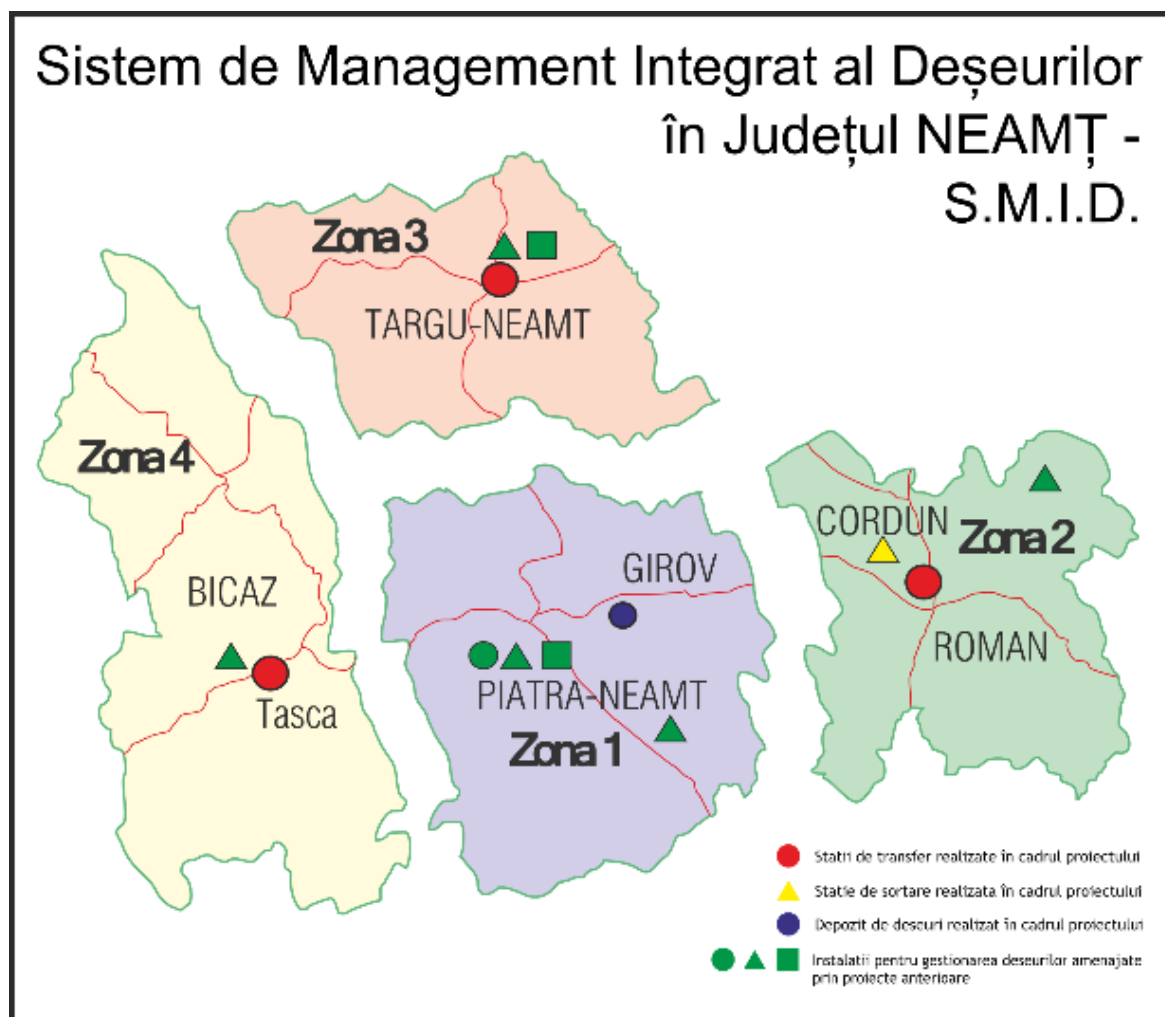 Sistem de Management Integrat al Deșeurilor
în Județul NEAMȚ -
S.M.I.D.
Zona 3
TARGU-NEAMT
Zona 4
BICAZ
Tasca
GIROV
PIATRA-NEAMT
Zona 1
CORDUN
Zona 2
ROMAN
Statii de transfer realizate în cadrul proiectului
Statie de sortare realizata în cadrul proiectului
Depozit de deseuri realizat în cadrul proiectului
Instalatii pentru gestionarea deseurilor amenajate
prin proiecte anterioare